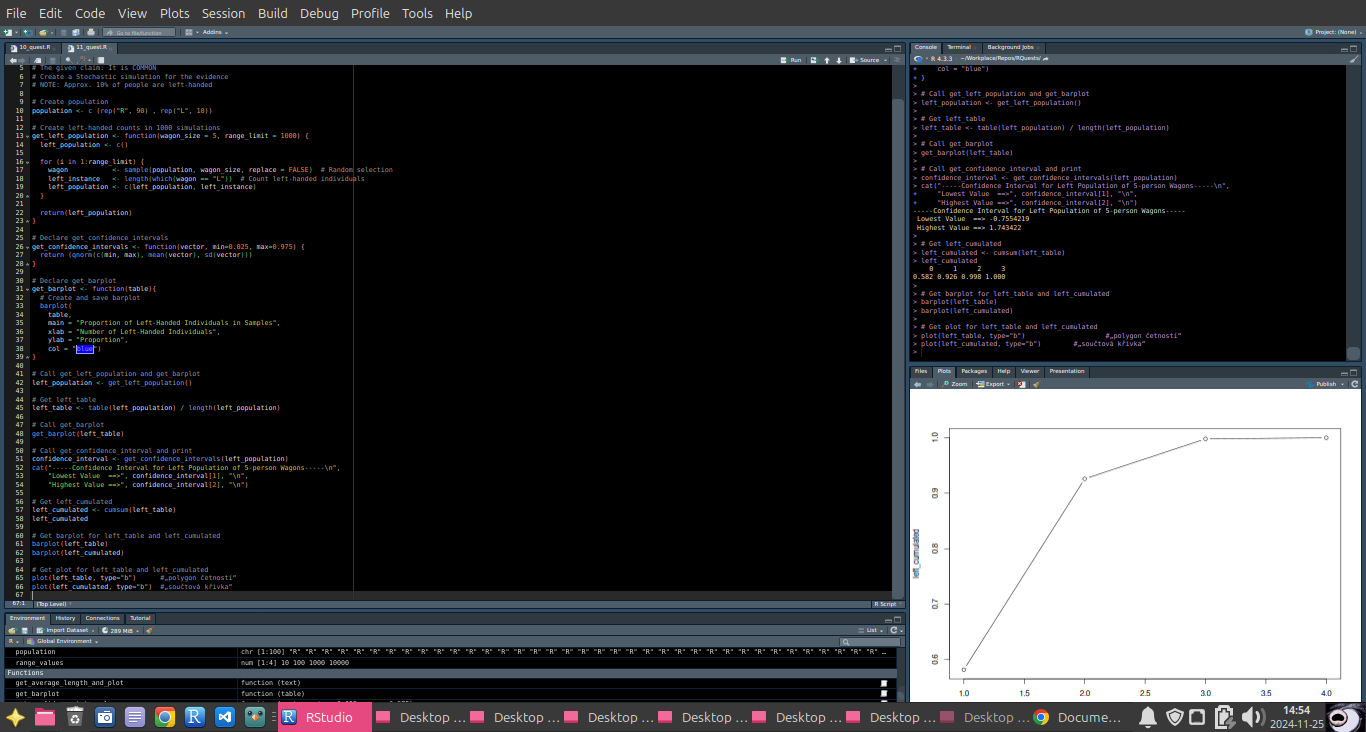 File Edit Code View Plots Session Build Debug Profile Tools Help
Go to file/function Addins Project: (None)
10_quest.R 11_quest.R
Run Source
5 # The given claim: It is COMMON
6 # Create a Stochastic simulation for the evidence
7 # NOTE: Approx. 10% of people are left-handed
8
9 # Create population
10 population <- c (rep("R", 90) , rep("L", 10))
11
12 # Create left-handed counts in 1000 simulations
13 get_left_population <- function(wagon_size = 5, range_limit = 1000) {
14 left_population <- c()
15
16 for (i in 1:range_limit) {
17 wagon <- sample(population, wagon_size, replace = FALSE) # Random selection
18 left_instance <- length(which(wagon == "L")) # Count left-handed individuals
19 left_population <- c(left_population, left_instance)
20 }
21
22 return(left_population)
23 }
24
25 # Declare get_confidence_intervals
26 get_confidence_intervals <- function(vector, min=0.025, max=0.975) {
27 return (qnorm(c(min, max), mean(vector), sd(vector)))
28 }
29
30 # Declare get_barplot
31 get_barplot <- function(table){
32 # Create and save barplot
33 barplot(
34 table,
35 main = "Proportion of Left-Handed Individuals in Samples",
36 xlab = "Number of Left-Handed Individuals",
37 ylab = "Proportion",
38 col = "blue")
39 }
40
41 # Call get_left_population and get_barplot
42 left_population <- get_left_population()
43
44 # Get left_table
45 left_table <- table(left_population) / length(left_population)
46
47 # Call get_barplot
48 get_barplot(left_table)
49
50 # Call get_confidence_interval and print
51 confidence_interval <- get_confidence_intervals(left_population)
52 cat("-----Confidence Interval for Left Population of 5-person Wagons-----\n",
53 "Lowest Value ==>", confidence_interval[1], "\n",
54 "Highest Value ==>", confidence_interval[2], "\n")
55
56 # Get left_cumulated
57 left_cumulated <- cumsum(left_table)
58 left_cumulated
59
60 # Get barplot for left_table and left_cumulated
61 barplot(left_table)
62 barplot(left_cumulated)
63
64 # Get plot for left_table and left_cumulated
65 plot(left_table, type="b") #„polygon četností“
66 plot(left_cumulated, type="b") #„součtová křivka“
67
67:1 (Top Level) R Script
Environment History Connections Tutorial
Import Dataset 289 MiB List
R Global Environment
population chr [1:100] "R" "R" "R" "R" "R" "R" "R" "R" "R" "R" "R" "R" "R" "R" "R" "R" "R" "R" "R" "R" "R" "R" "R" "R" "R" "R" "R" "R" "R" "R" "R" "R" "R" "R" "R" "R" ...
range_values num [1:4] 10 100 1000 10000
Functions
get_average_length_and_plot function (text)
get_barplot function (table)
Console Terminal Background Jobs
R 4.3.3 · ~/Workplace/Repos/RQuests/
+ col = "blue")
+ }
>
> # Call get_left_population and get_barplot
> left_population <- get_left_population()
>
> # Get left_table
> left_table <- table(left_population) / length(left_population)
>
> # Call get_barplot
> get_barplot(left_table)
>
> # Call get_confidence_interval and print
> confidence_interval <- get_confidence_intervals(left_population)
> cat("-----Confidence Interval for Left Population of 5-person Wagons-----\n",
+ "Lowest Value ==>", confidence_interval[1], "\n",
+ "Highest Value ==>", confidence_interval[2], "\n")
-----Confidence Interval for Left Population of 5-person Wagons-----
Lowest Value ==> -0.7554219
Highest Value ==> 1.743422
>
> # Get left_cumulated
> left_cumulated <- cumsum(left_table)
> left_cumulated
0 1 2 3
0.582 0.926 0.998 1.000
>
> # Get barplot for left_table and left_cumulated
> barplot(left_table)
> barplot(left_cumulated)
>
> # Get plot for left_table and left_cumulated
> plot(left_table, type="b") #„polygon četností“
> plot(left_cumulated, type="b") #„součtová křivka“
>
Files Plots Packages Help Viewer Presentation
Zoom Export Publish
1.0
0.9
0.8
left_cumulated
0.7
0.6
1.0 1.5 2.0 2.5 3.0 3.5 4.0
RStudio Desktop ... Desktop ... Desktop ... Desktop ... Desktop ... Desktop ... Desktop ... Docume...
14:54
2024-11-25